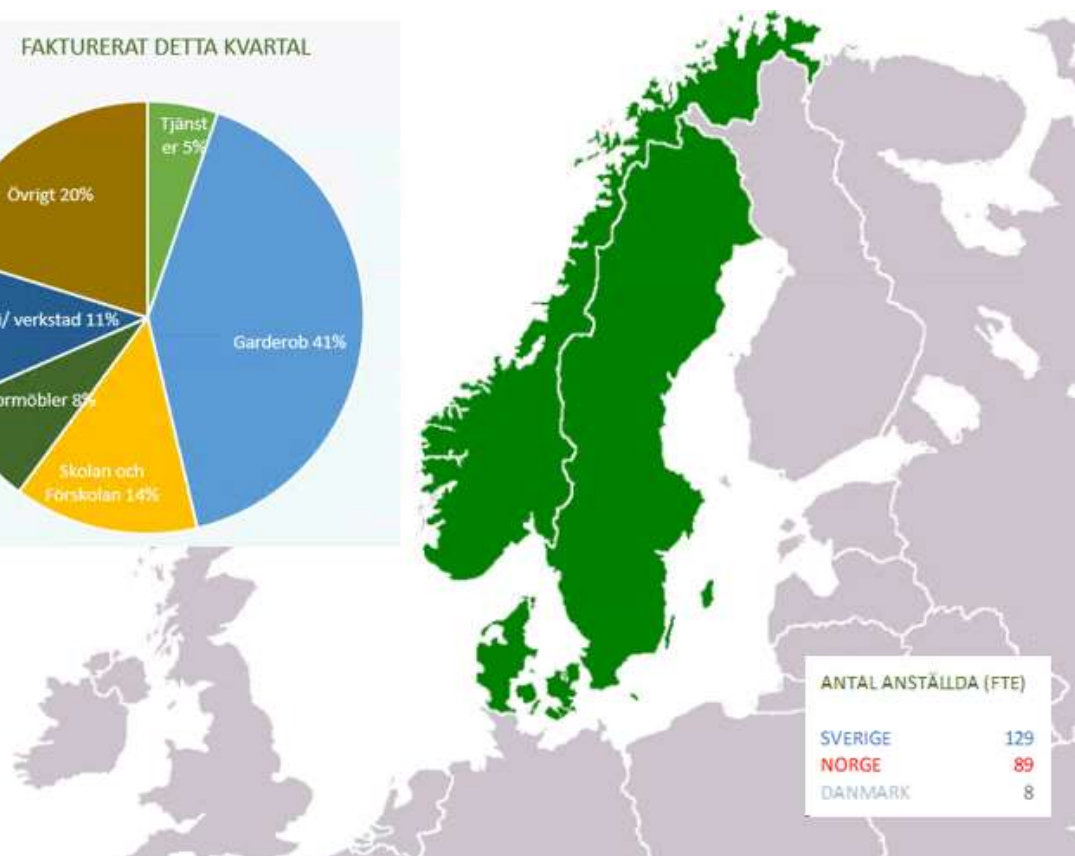 FAKTURERAT DETTA KVARTAL
Tjänst
er 5%
Övrigt 20%
Garderob 41%
/ verkstad 11%
8%
Skolan och
Förskolan 14%
ANTAL ANSTÄLLDA (FTE)
SVERIGE 129
NORGE 89
DANMARK 8